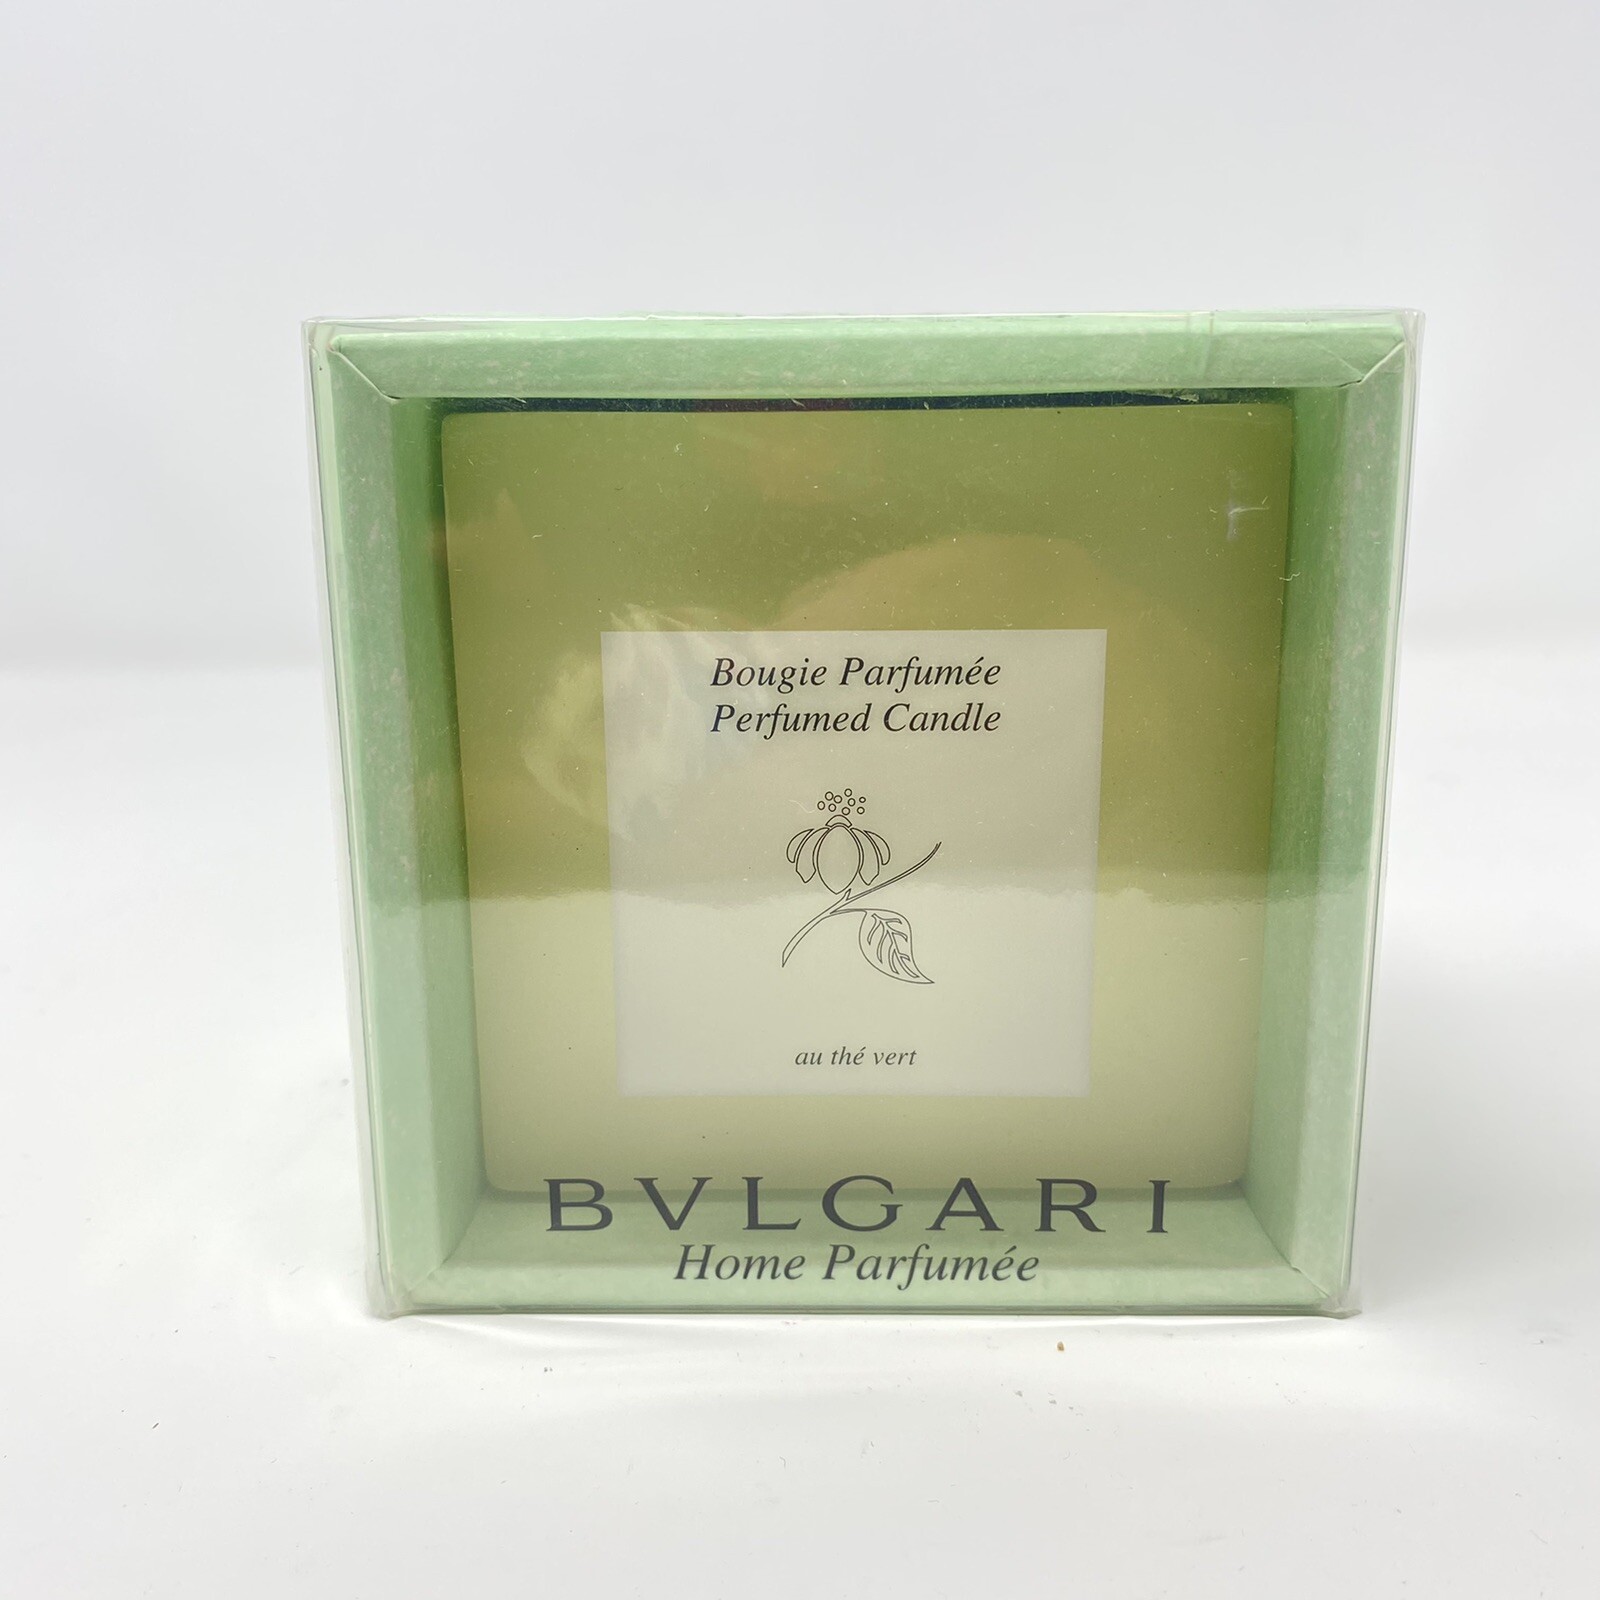 Bougie Parfumée
Perfumed Candle
au thé vert
BVLGARI
Home Parfumée